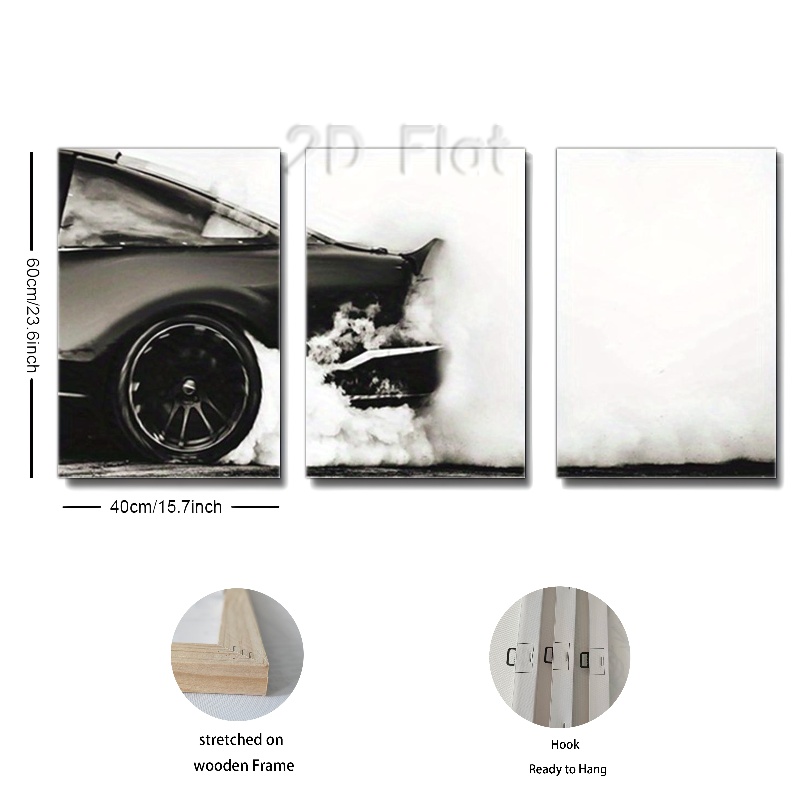 2D Flat
60cm/23.6inch
40cm/15.7inch
stretched on
wooden Frame
Hook
Ready to Hang